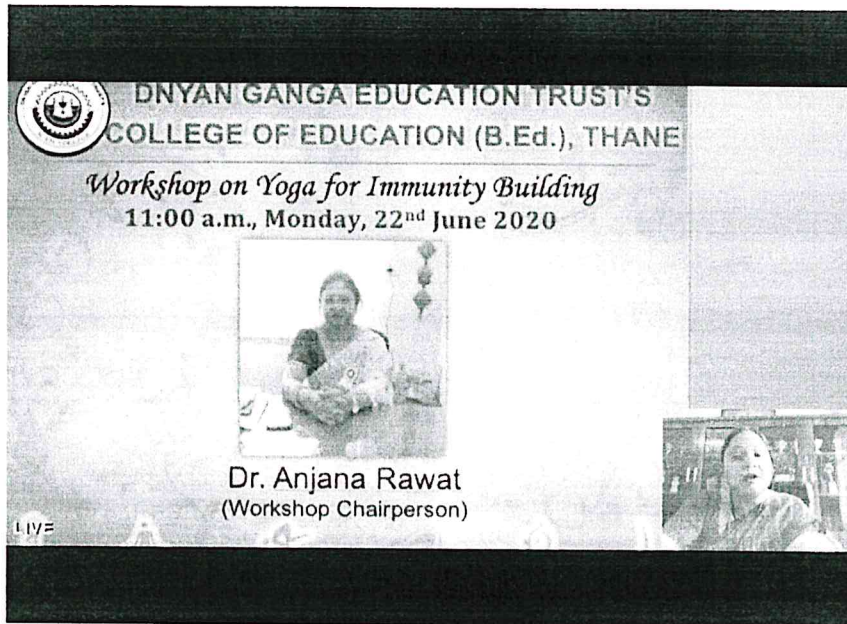 DNYAN GANGA EDUCATION TRUST'S
COLLEGE OF EDUCATION (B.Ed.), THANE
Workshop on Yoga for Immunity Building
11:00 a.m., Monday, 22nd June 2020
Dr. Anjana Rawat
(Workshop Chairperson)
LIVE